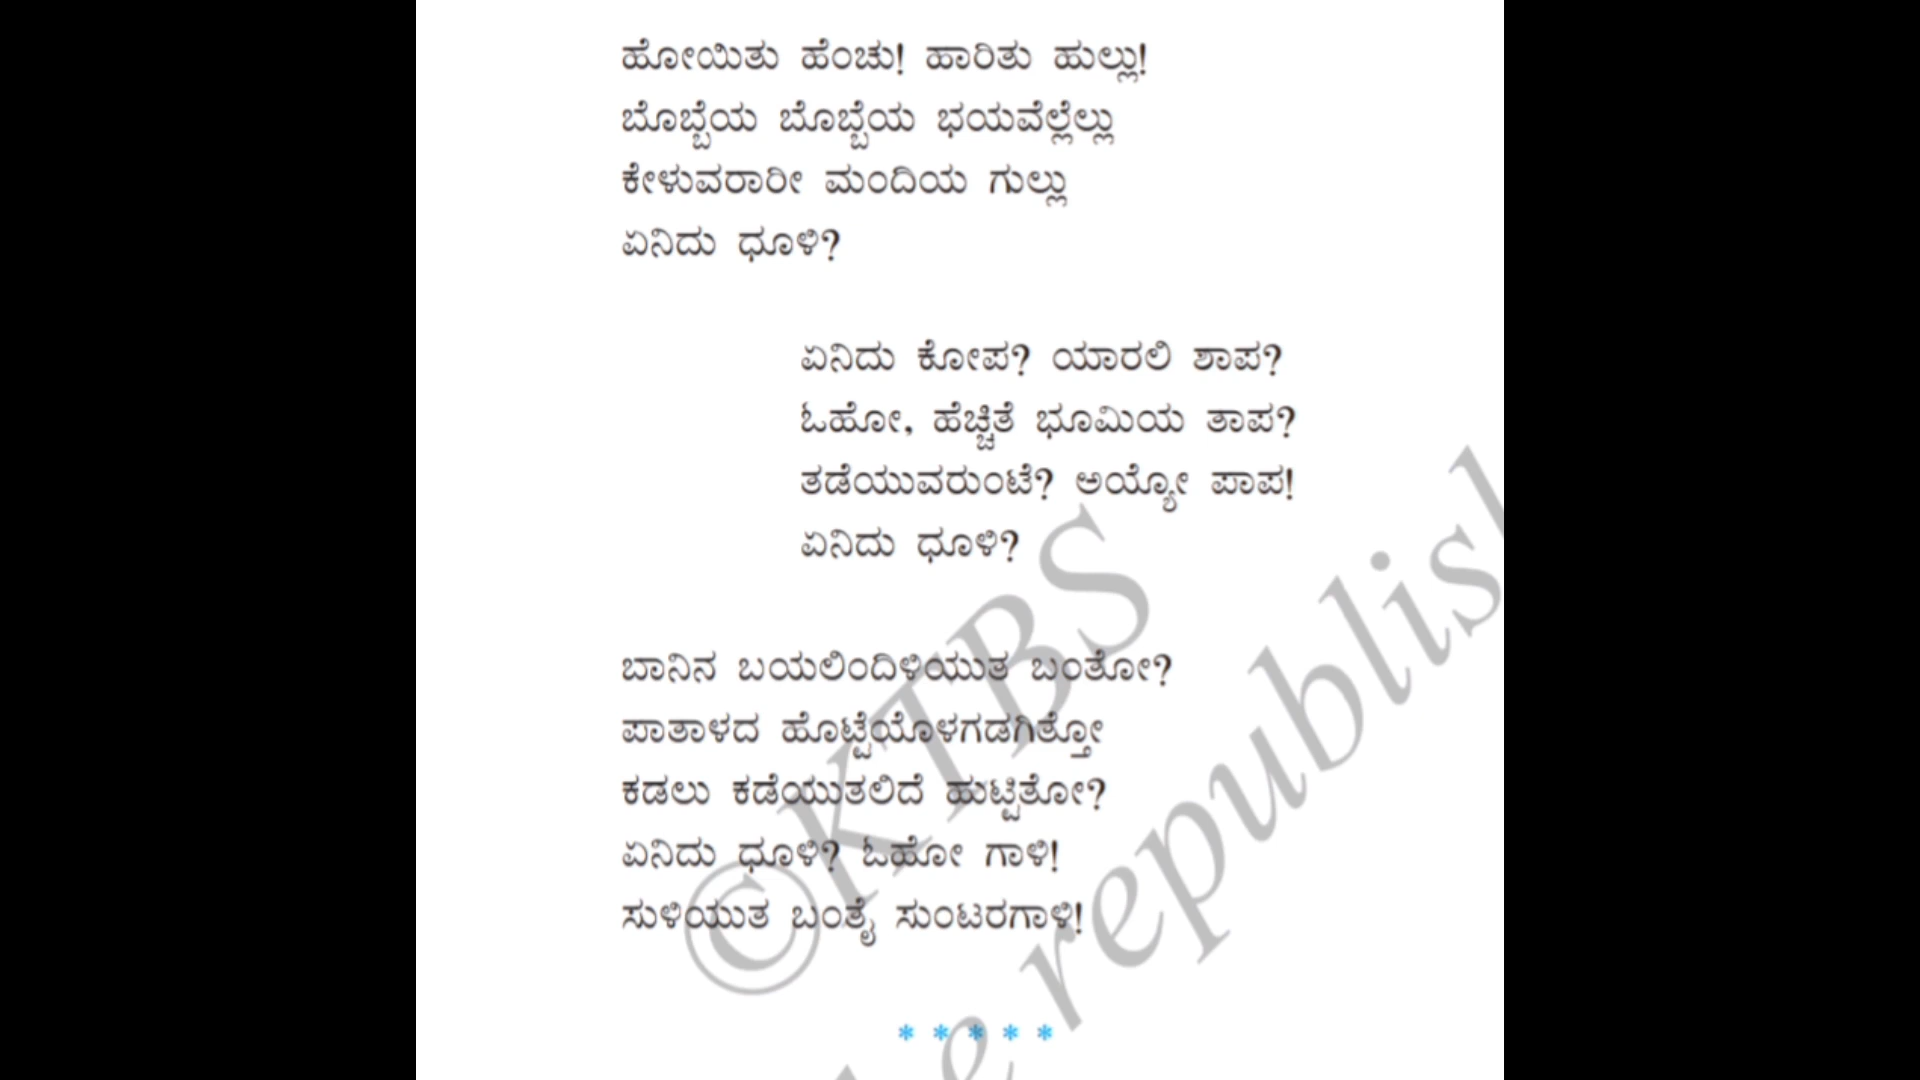 ಹೋಯಿತು ಹೆಂಚು! ಹಾರಿತು ಹುಲ್ಲು!
ಬೊಬ್ಬೆಯ ಬೊಬ್ಬೆಯ ಭಯವೆಲ್ಲೆಲ್ಲು
ಕೇಳುವರಾರೀ ಮಂದಿಯ ಗುಲ್ಲು
ಏನಿದು ಧೂಳಿ?
ಏನಿದು ಕೋಪ? ಯಾರಲಿ ಶಾಪ?
ಓಹೋ, ಹೆಚ್ಚಿತೆ ಭೂಮಿಯ ತಾಪ?
ತಡೆಯುವರುಂಟೆ? ಅಯ್ಯೋ ಪಾಪ!
ಏನಿದು ಧೂಳಿ?
ಬಾನಿನ ಬಯಲಿಂದಿಳಿಯುತ ಬಂತೋ?
ಪಾತಾಳದ ಹೊಟ್ಟೆಯೊಳಗಡಗಿತ್ತೋ
ಕಡಲು ಕಡೆಯುತಲಿದೆ ಹುಟ್ಟಿತೋ?
ಏನಿದು ಧೂಳಿ? ಓಹೋ ಗಾಳಿ!
ಸುಳಿಯುತ ಬಂತೈ ಸುಂಟರಗಾಳಿ!
* * * * *
©KTBS
republish